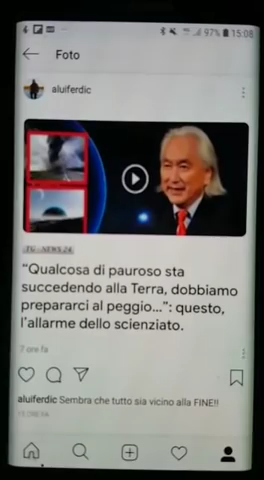 97% 15:08
Foto
aluiferdic
TG-NEWS 24
“Qualcosa di pauroso sta
succedendo alla Terra, dobbiamo
prepararci al peggio...”: questo,
l’allarme dello scienziato.
7 ore fa
aluiferdic Sembra che tutto sia vicino alla FINE!!